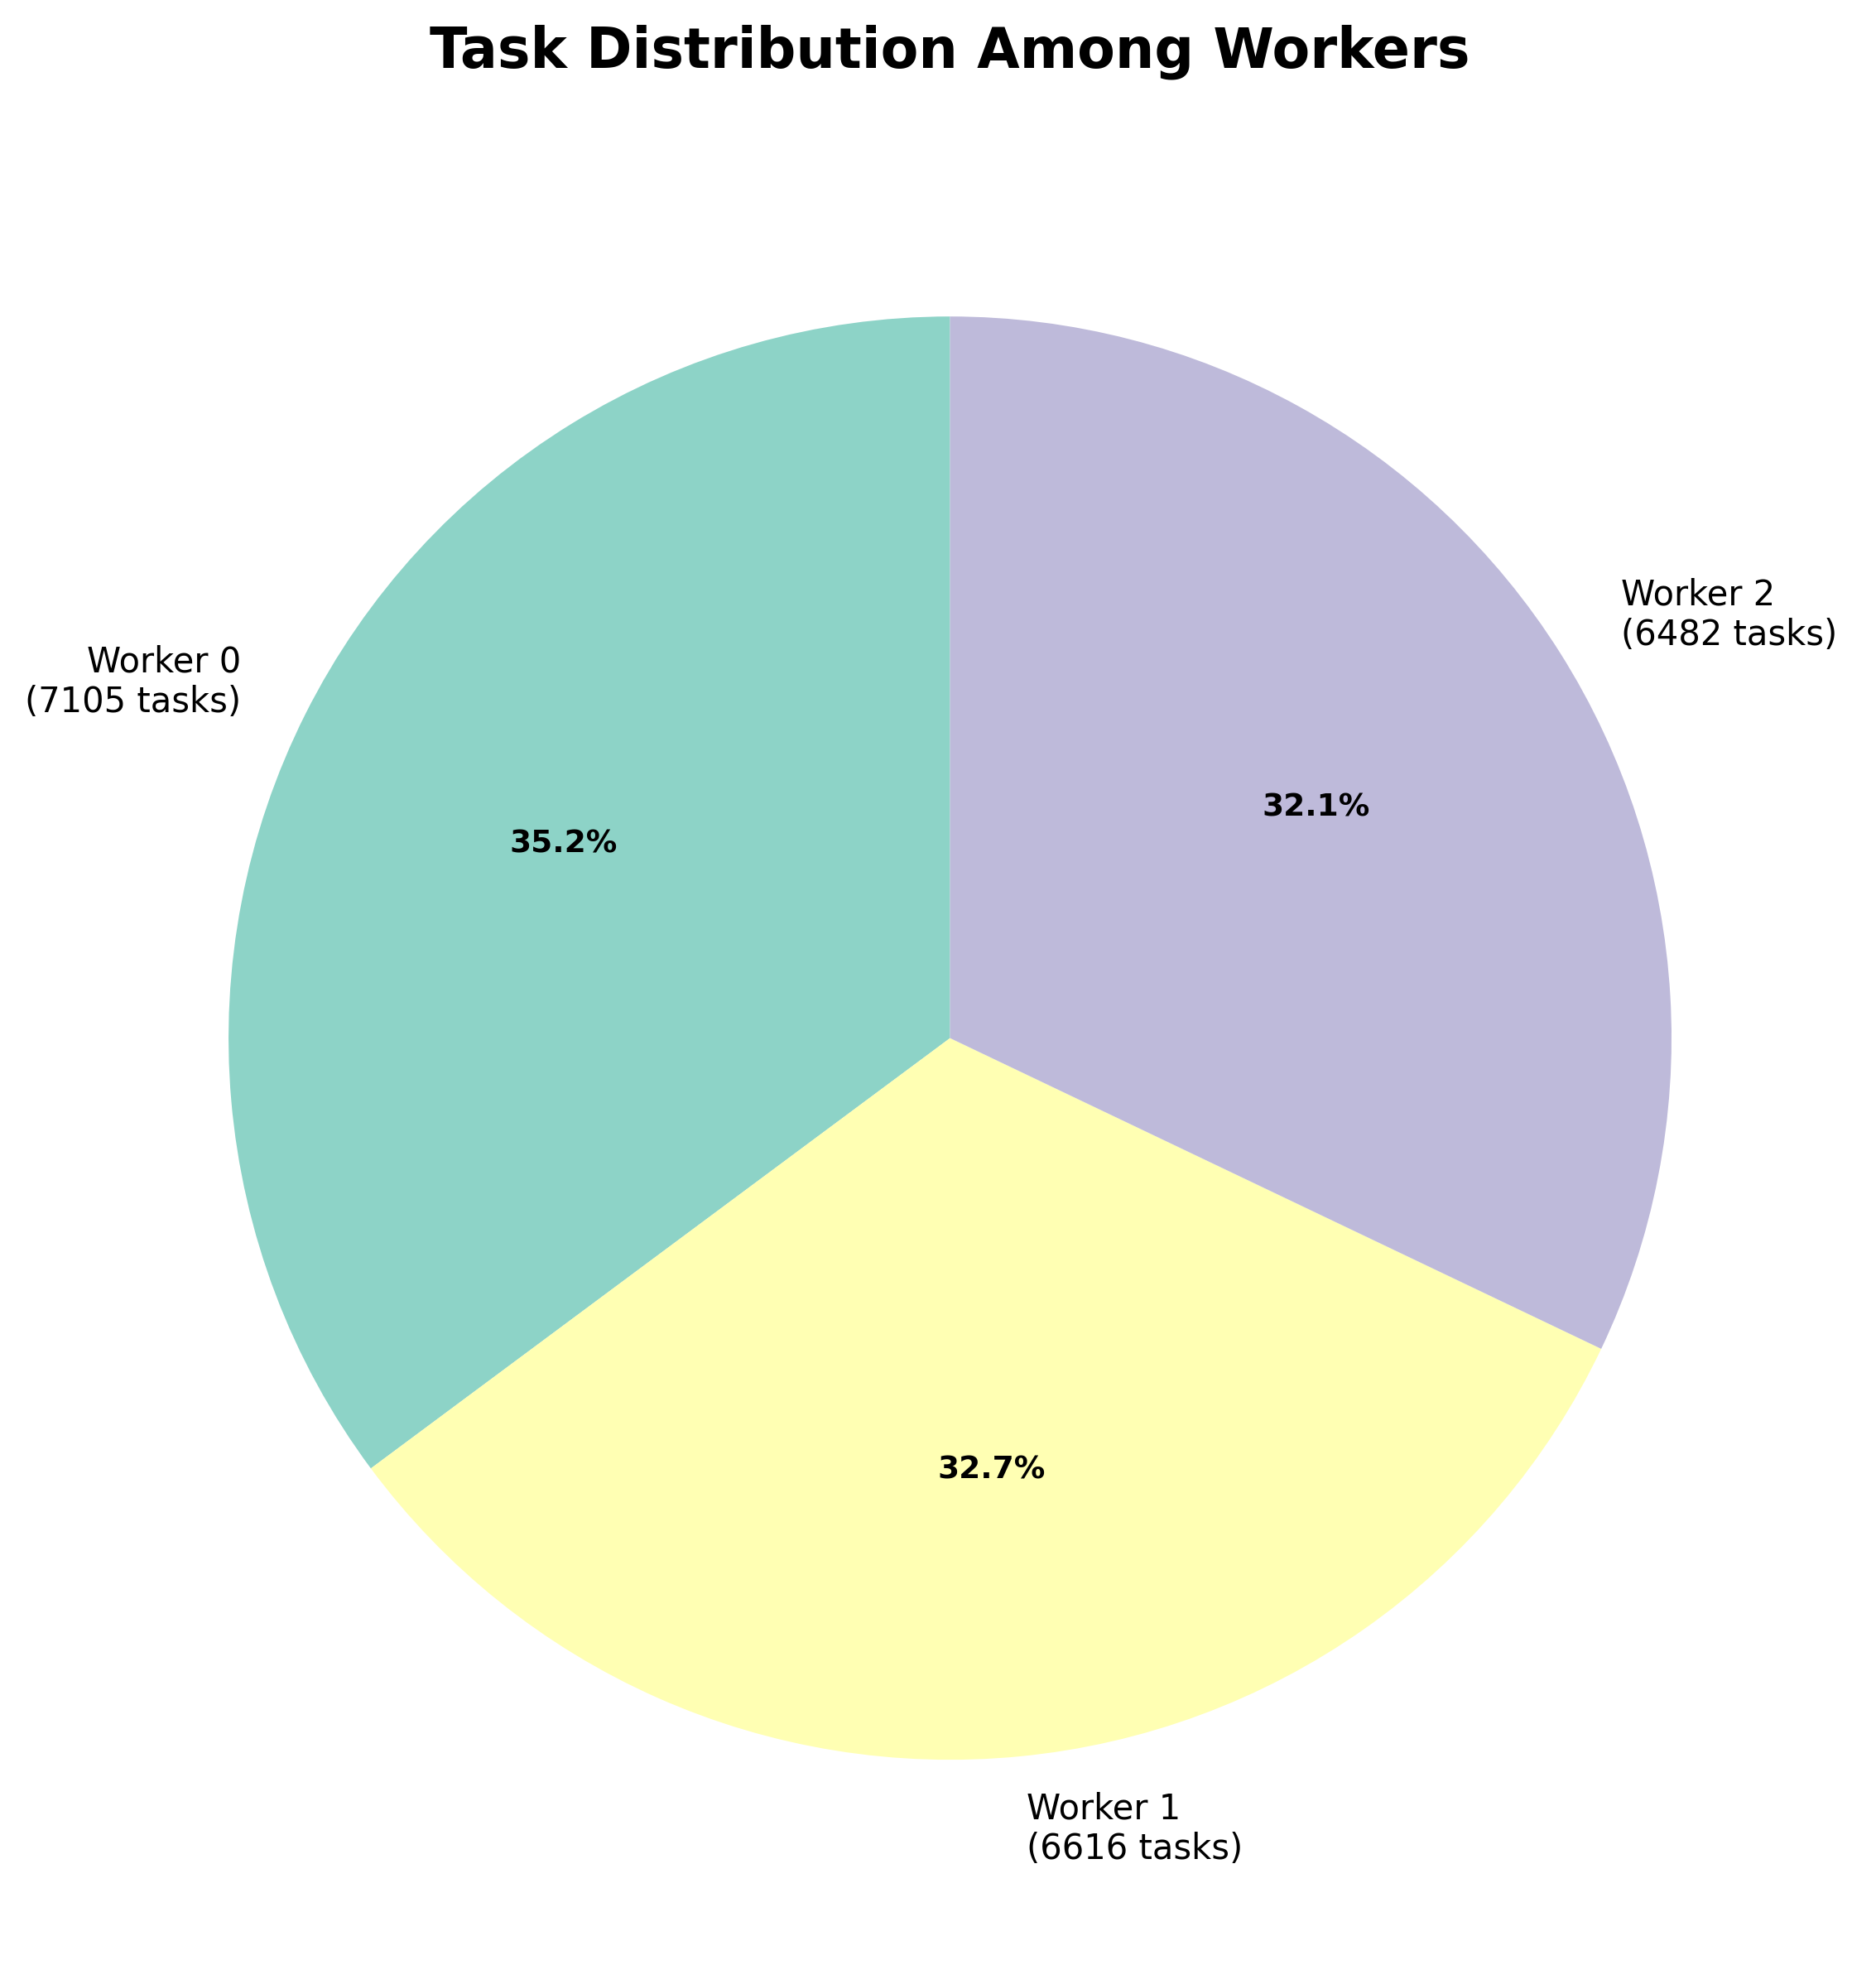 Task Distribution Among Workers
Worker 2
(6482 tasks)
Worker 0
(7105 tasks)
32.1%
35.2%
32.7%
Worker 1
(6616 tasks)